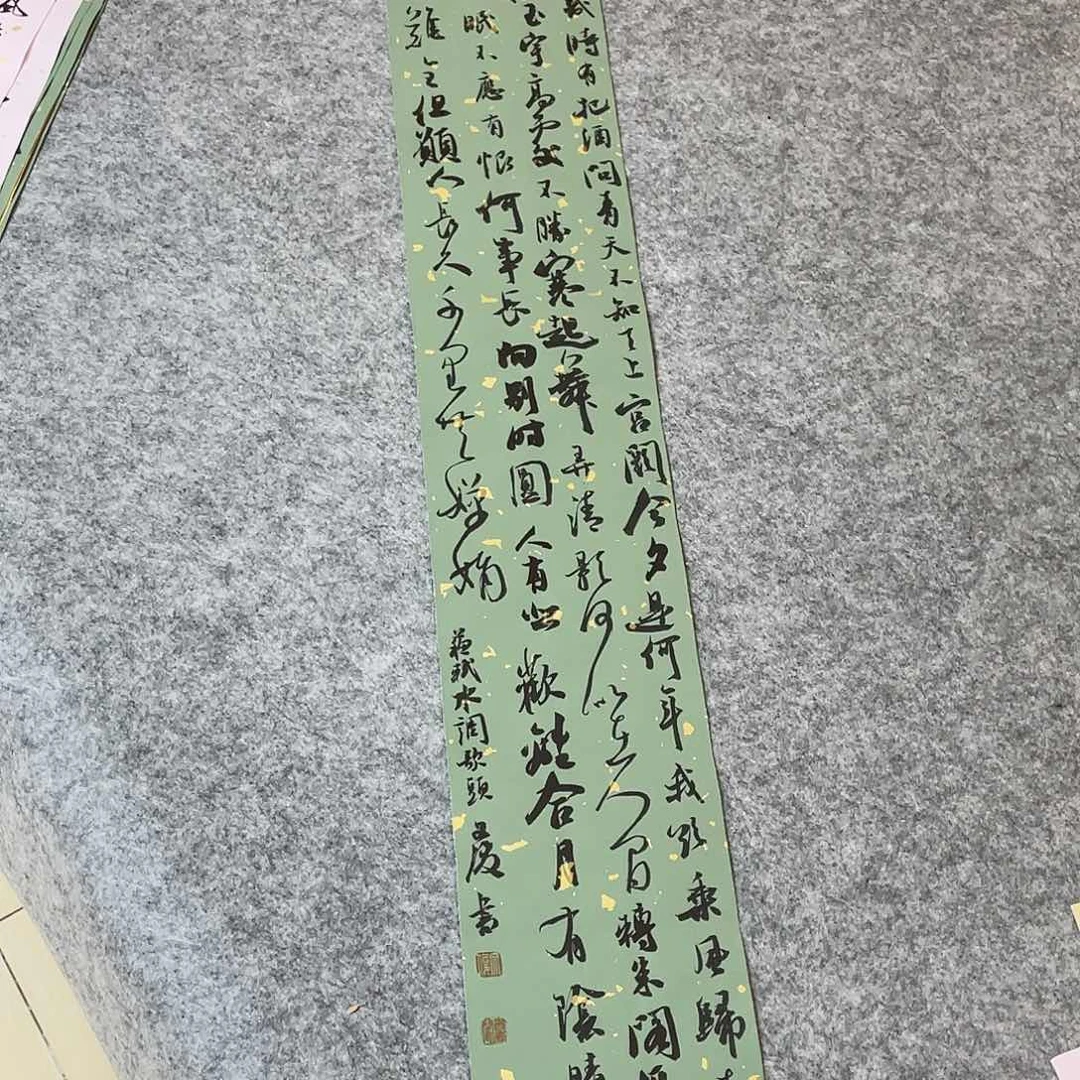 時有把酒問青天不知天上宮闕今夕是何年我欲乘風歸
玉宇高處不勝寒起舞弄清影何似在人間轉朱閣
眠不應有恨何事長向別时圓人有悲歡離合月有陰晴
難全但願人長久千里共嬋娟
蘇軾水調歌頭 書